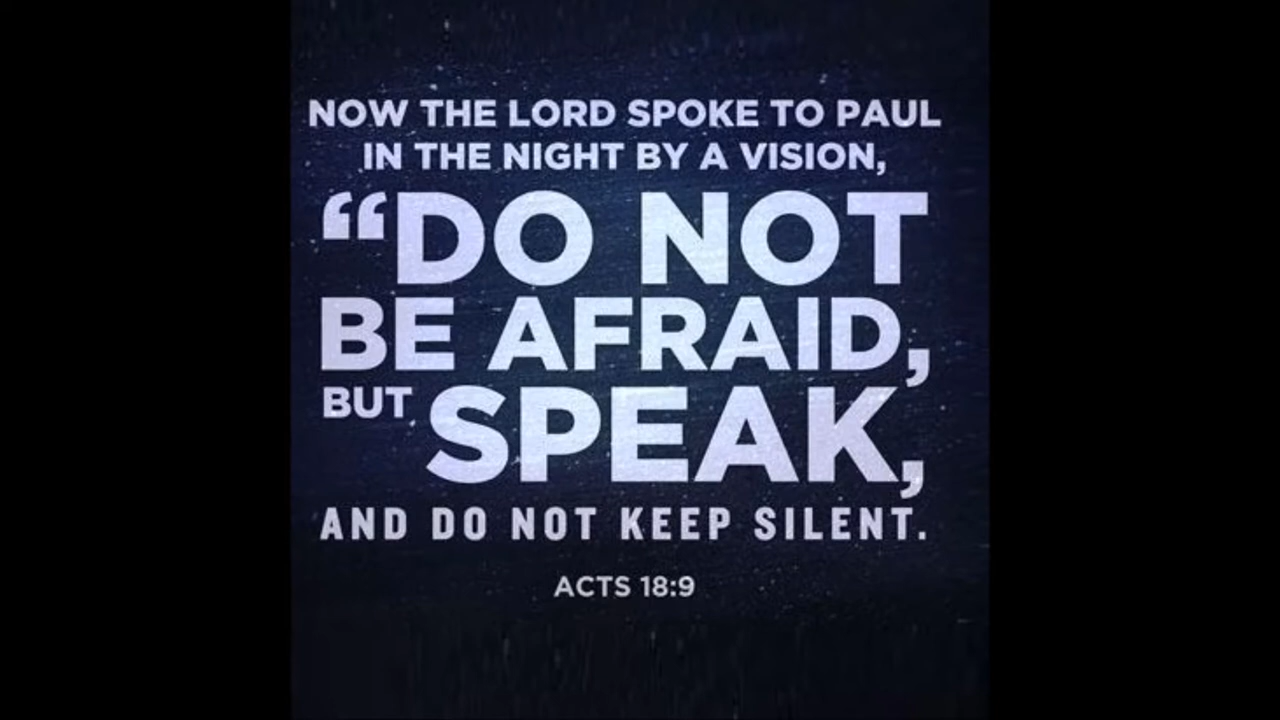 NOW THE LORD SPOKE TO PAUL
IN THE NIGHT BY A VISION,
“DO NOT
BE AFRAID,
BUT SPEAK,
AND DO NOT KEEP SILENT.
ACTS 18:9